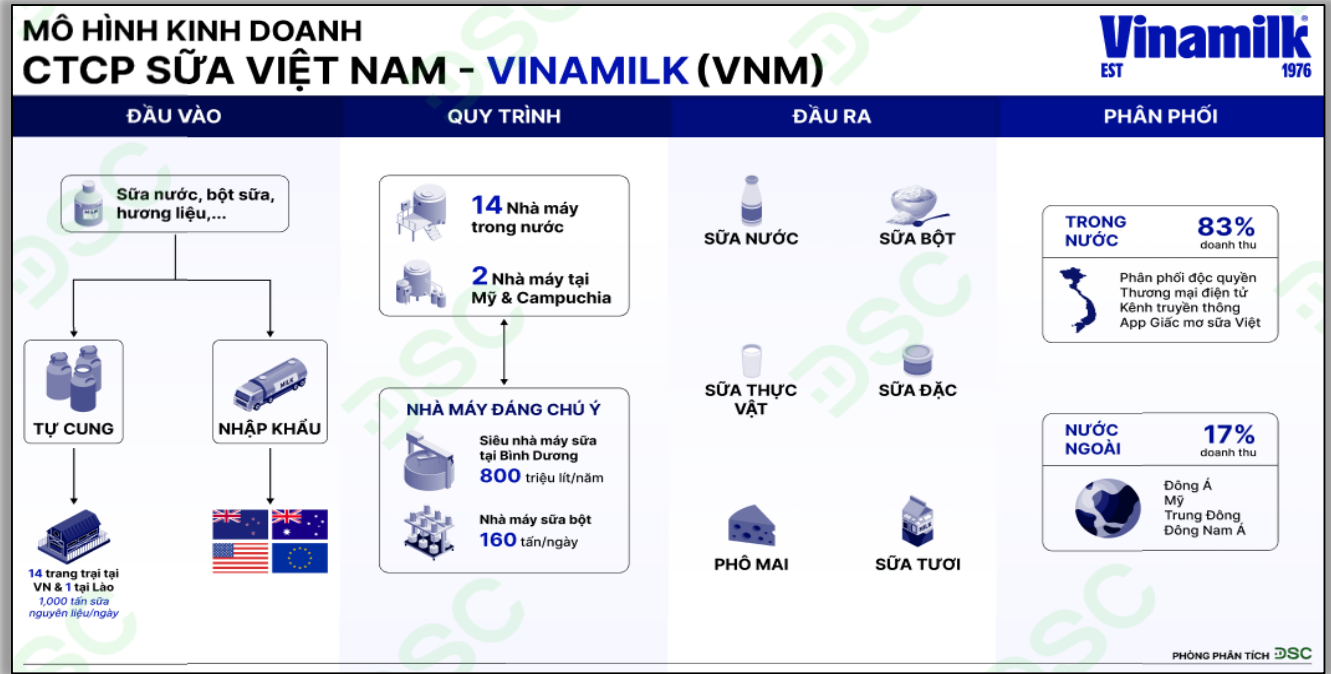 MÔ HÌNH KINH DOANH
CTCP SỮA VIỆT NAM - VINAMILK (VNM)
Vinamilk
EST 1976
ĐẦU VÀO
Sữa nước, bột sữa,
hương liệu,...
TỰ CUNG
NHẬP KHẨU
14 trang trại tại
VN & 1 tại Lào
1,000 tấn sữa
nguyên liệu/ngày
QUY TRÌNH
14 Nhà máy
trong nước
2 Nhà máy tại
Mỹ & Campuchia
NHÀ MÁY ĐÁNG CHÚ Ý
Siêu nhà máy sữa
tại Bình Dương
800 triệu lít/năm
Nhà máy sữa bột
160 tấn/ngày
ĐẦU RA
SỮA NƯỚC
SỮA BỘT
SỮA THỰC
VẬT
SỮA ĐẶC
PHÔ MAI
SỮA TƯƠI
PHÂN PHỐI
TRONG
NƯỚC
83%
doanh thu
Phân phối độc quyền
Thương mại điện tử
Kênh truyền thông
App Giấc mơ sữa Việt
NƯỚC
NGOÀI
17%
doanh thu
Đông Á
Mỹ
Trung Đông
Đông Nam Á
PHÒNG PHÂN TÍCH DSC